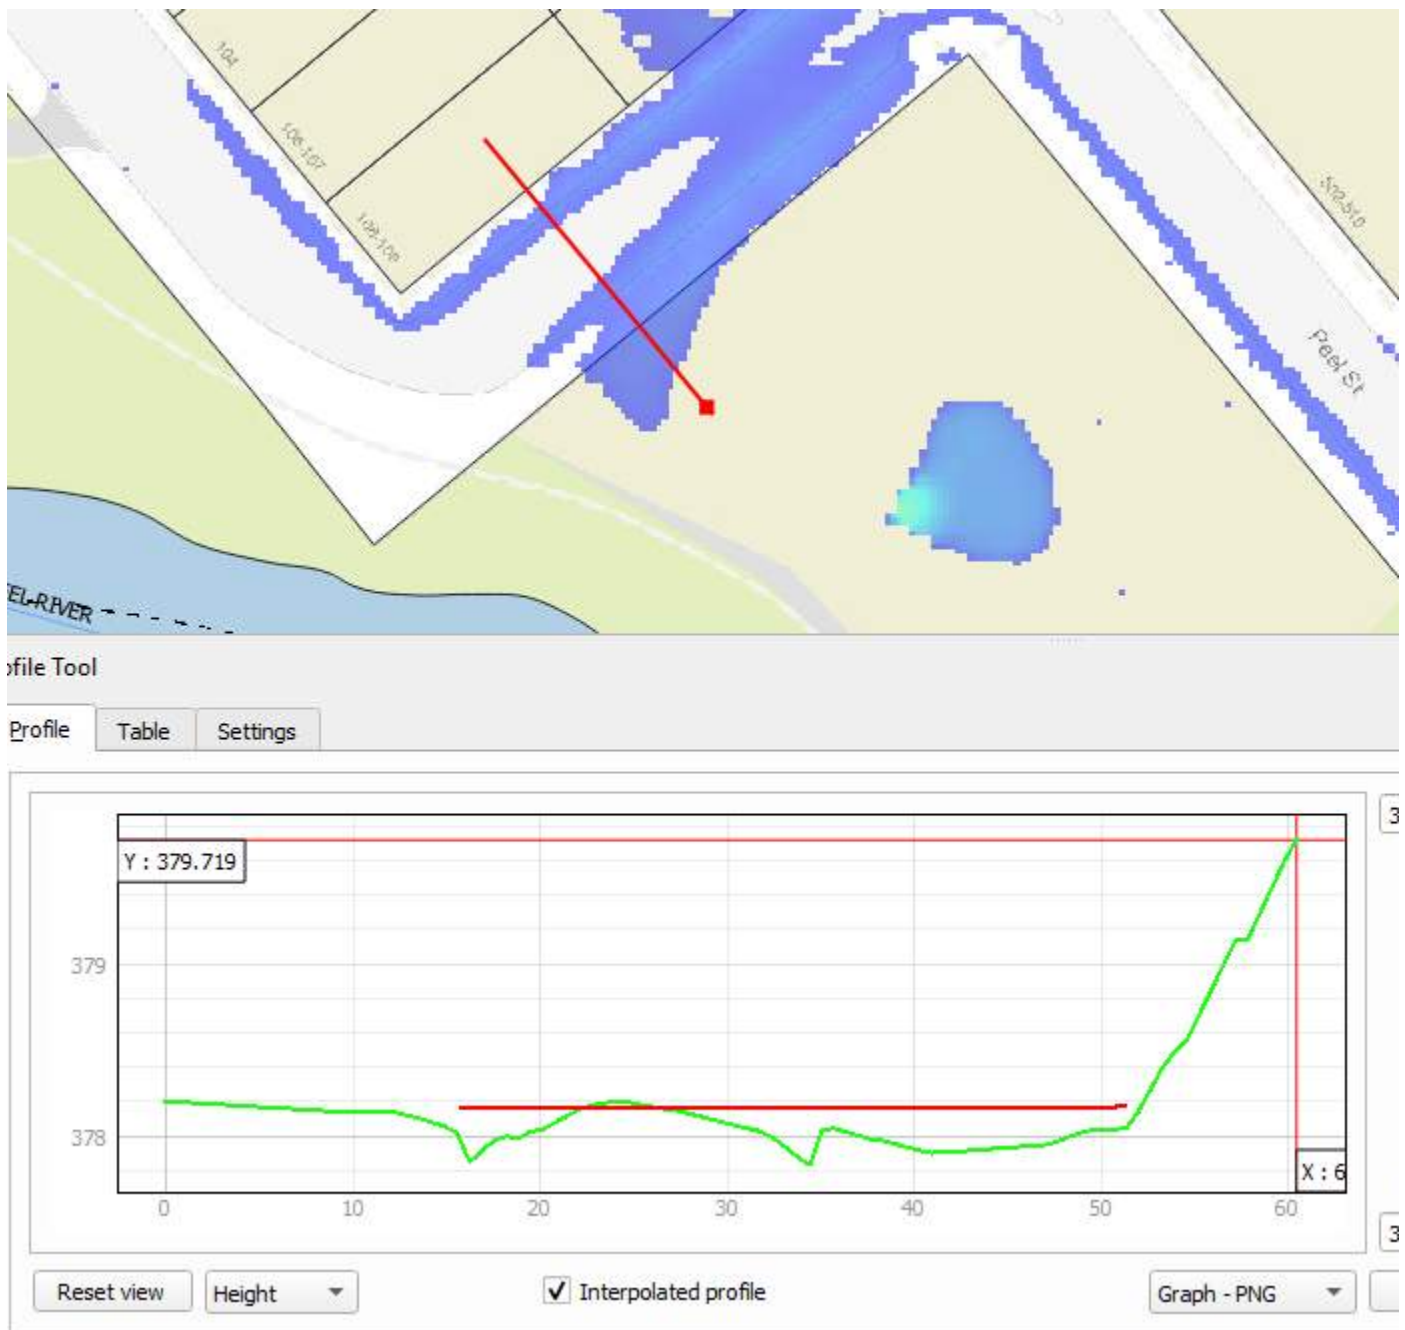 104
106-107
108-109
502-510
Peel St
EL-RIVER
ofile Tool
Profile
Table
Settings
3
Y : 379.719
379
378
X : 6
0
10
20
30
40
50
60
3
Reset view
Height
Interpolated profile
Graph - PNG